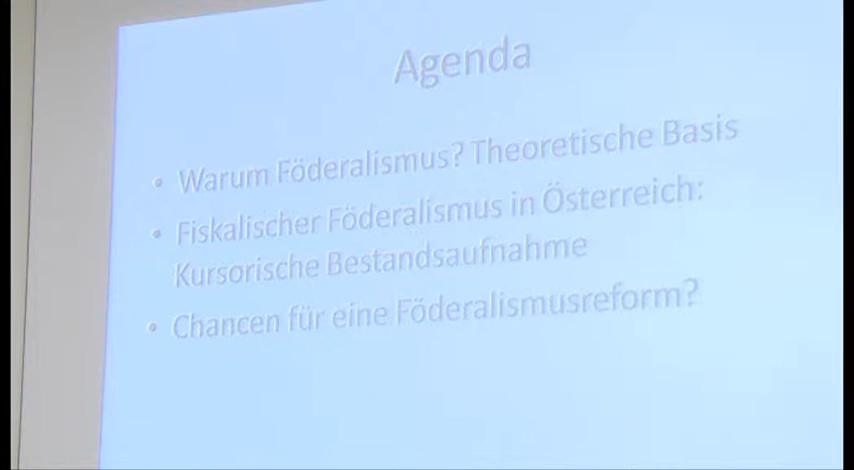 Agenda
• Warum Föderalismus? Theoretische Basis
• Fiskalischer Föderalismus in Österreich:
Kursorische Bestandsaufnahme
• Chancen für eine Föderalismusreform?